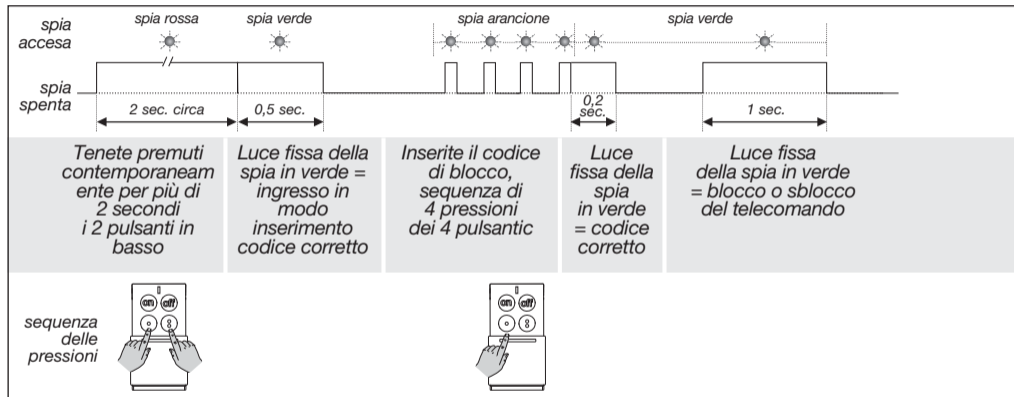 spia
accesa
spia rossa
spia verde
spia arancione
spia verde
spia
spenta
2 sec. circa
0,5 sec.
0,2
sec.
1 sec.
Tenete premuti
contemporaneam
ente per più di
2 secondi
i 2 pulsanti in
basso
Luce fissa della
spia in verde =
ingresso in
modo
inserimento
codice corretto
Inserite il codice
di blocco,
sequenza di
4 pressioni
dei 4 pulsantic
Luce
fissa della
spia
in verde
= codice
corretto
Luce fissa
della spia in verde
= blocco o sblocco
del telecomando
sequenza
delle
pressioni
on off
on off